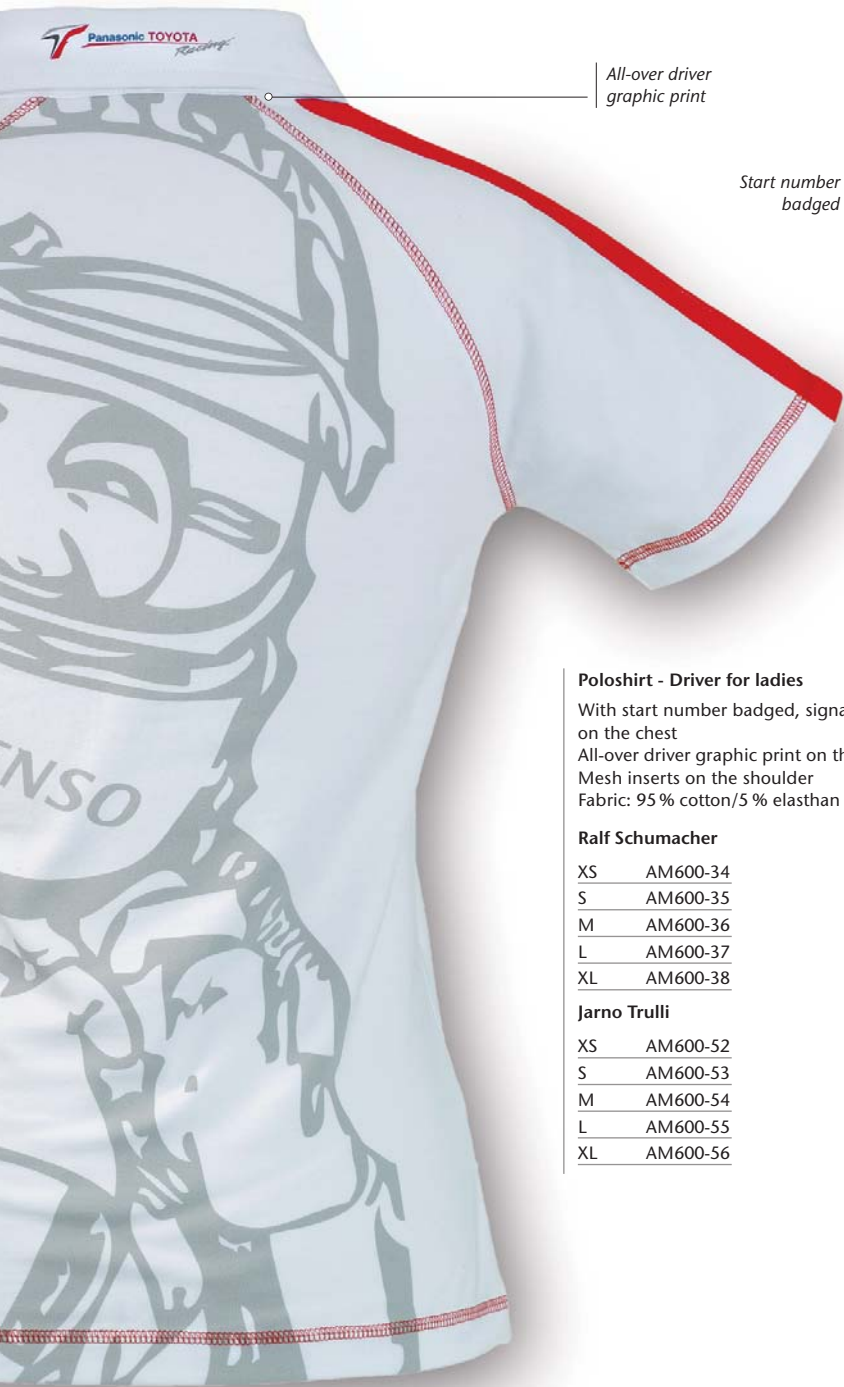 Panasonic TOYOTA
Racing
All-over driver
graphic print
Start number
badged
NSO
Poloshirt - Driver for ladies
With start number badged,
on the chest
All-over driver graphic print on
Mesh inserts on the shoulder
Fabric: 95 % cotton/5 % elasthan
Ralf Schumacher
XS AM600-34
S AM600-35
M AM600-36
L AM600-37
XL AM600-38
Jarno Trulli
XS AM600-52
S AM600-53
M AM600-54
L AM600-55
XL AM600-56